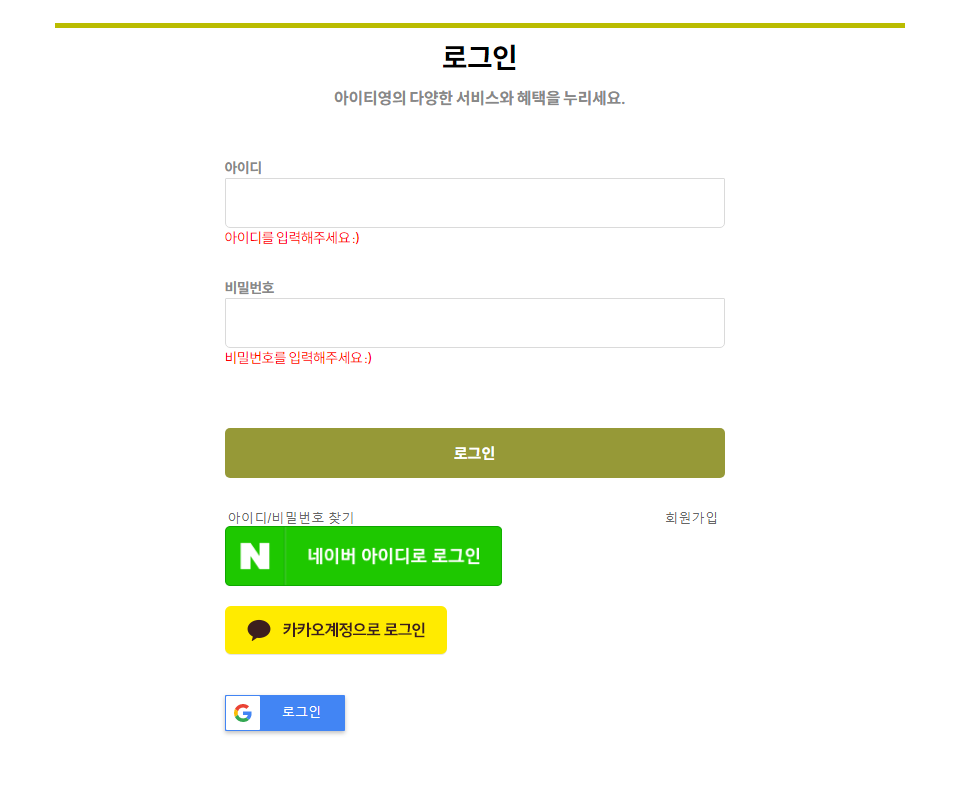 로그인
아이티영의 다양한 서비스와 혜택을 누리세요.
아이디
아이디를 입력해주세요 :)
비밀번호
비밀번호를 입력해주세요 :)
로그인
아이디/비밀번호 찾기 회원가입
N 네이버 아이디로 로그인
카카오계정으로 로그인
G 로그인